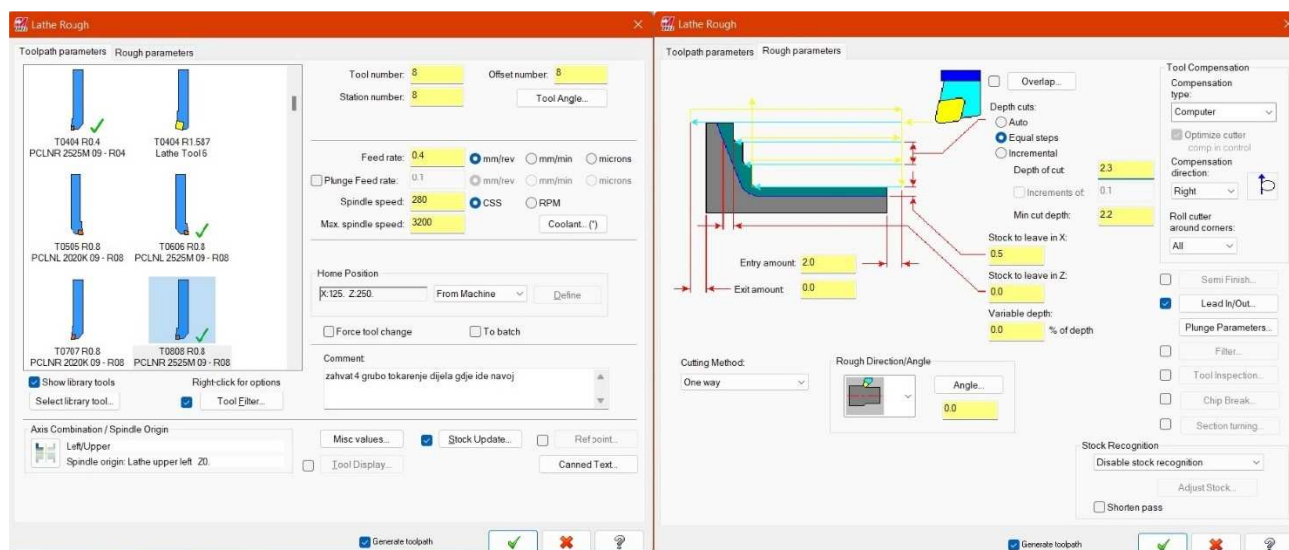 Lathe Rough
Toolpath parameters Rough parameters
T0404 R0.4
PCLNR 2525M 09 - R04
T0404 R1.587
Lathe Tool 6
T0505 R0.8
PCLNL 2020K 09 - R08
T0606 R0.8
PCLNL 2525M 09 - R08
T0707 R0.8
PCLNR 2020K 09 - R08
T0808 R0.8
PCLNR 2525M 09 - R08
Show library tools
Right-click for options
Select library tool...
Tool Filter...
Axis Combination / Spindle Origin
Left/Upper
Spindle origin: Lathe upper left Z0.
Tool number: 8
Offset number: 8
Station number: 8
Tool Angle...
Feed rate: 0.4 mm/rev mm/min microns
Plunge Feed rate: 0.1 mm/rev mm/min microns
Spindle speed: 280 CSS RPM
Max. spindle speed: 3200
Coolant... (*)
Home Position
X:125. Z:250. From Machine Define
Force tool change To batch
Comment:
zahvat 4 grubo tokarenje dijela gdje ide navoj
Misc values... Stock Update... Ref point...
Tool Display... Canned Text...
Generate toolpath
Lathe Rough
Toolpath parameters Rough parameters
Overlap...
Depth cuts:
Auto
Equal steps
Incremental
Depth of cut: 2.3
Increments of: 0.1
Min cut depth: 2.2
Stock to leave in X:
0.5
Stock to leave in Z:
0.0
Variable depth:
0.0 % of depth
Entry amount: 2.0
Exit amount: 0.0
Cutting Method:
One way
Rough Direction/Angle
Angle...
0.0
Tool Compensation
Compensation
type:
Computer
Optimize cutter
comp in control
Compensation
direction:
Right
Roll cutter
around corners:
All
Semi Finish...
Lead In/Out...
Plunge Parameters...
Filter...
Tool Inspection...
Chip Break...
Section turning...
Stock Recognition
Disable stock recognition
Adjust Stock...
Shorten pass
Generate toolpath